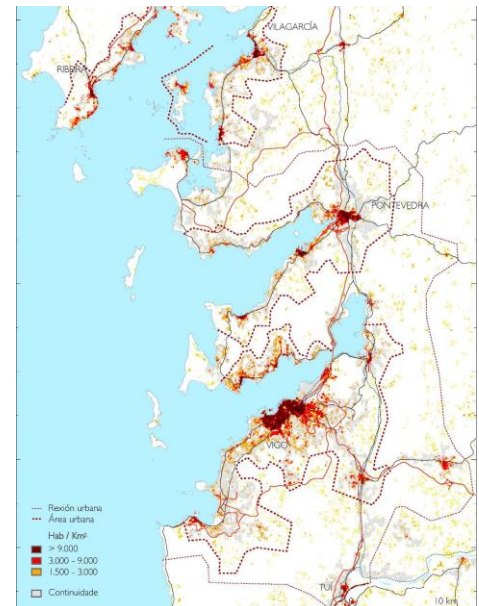 VILAGARCÍA
RIBEIRA
PONTEVEDRA
VIGO
Rexión urbana
Área urbana
Hab / Km²
> 9.000
3.000 - 9.000
1.500 - 3.000
Continuidade
TUI
10 km